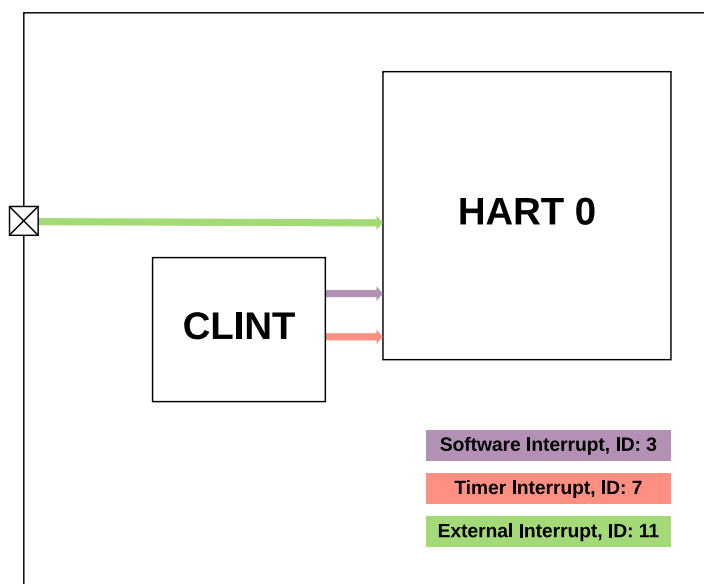 HART 0
CLINT
Software Interrupt, ID: 3
Timer Interrupt, ID: 7
External Interrupt, ID: 11